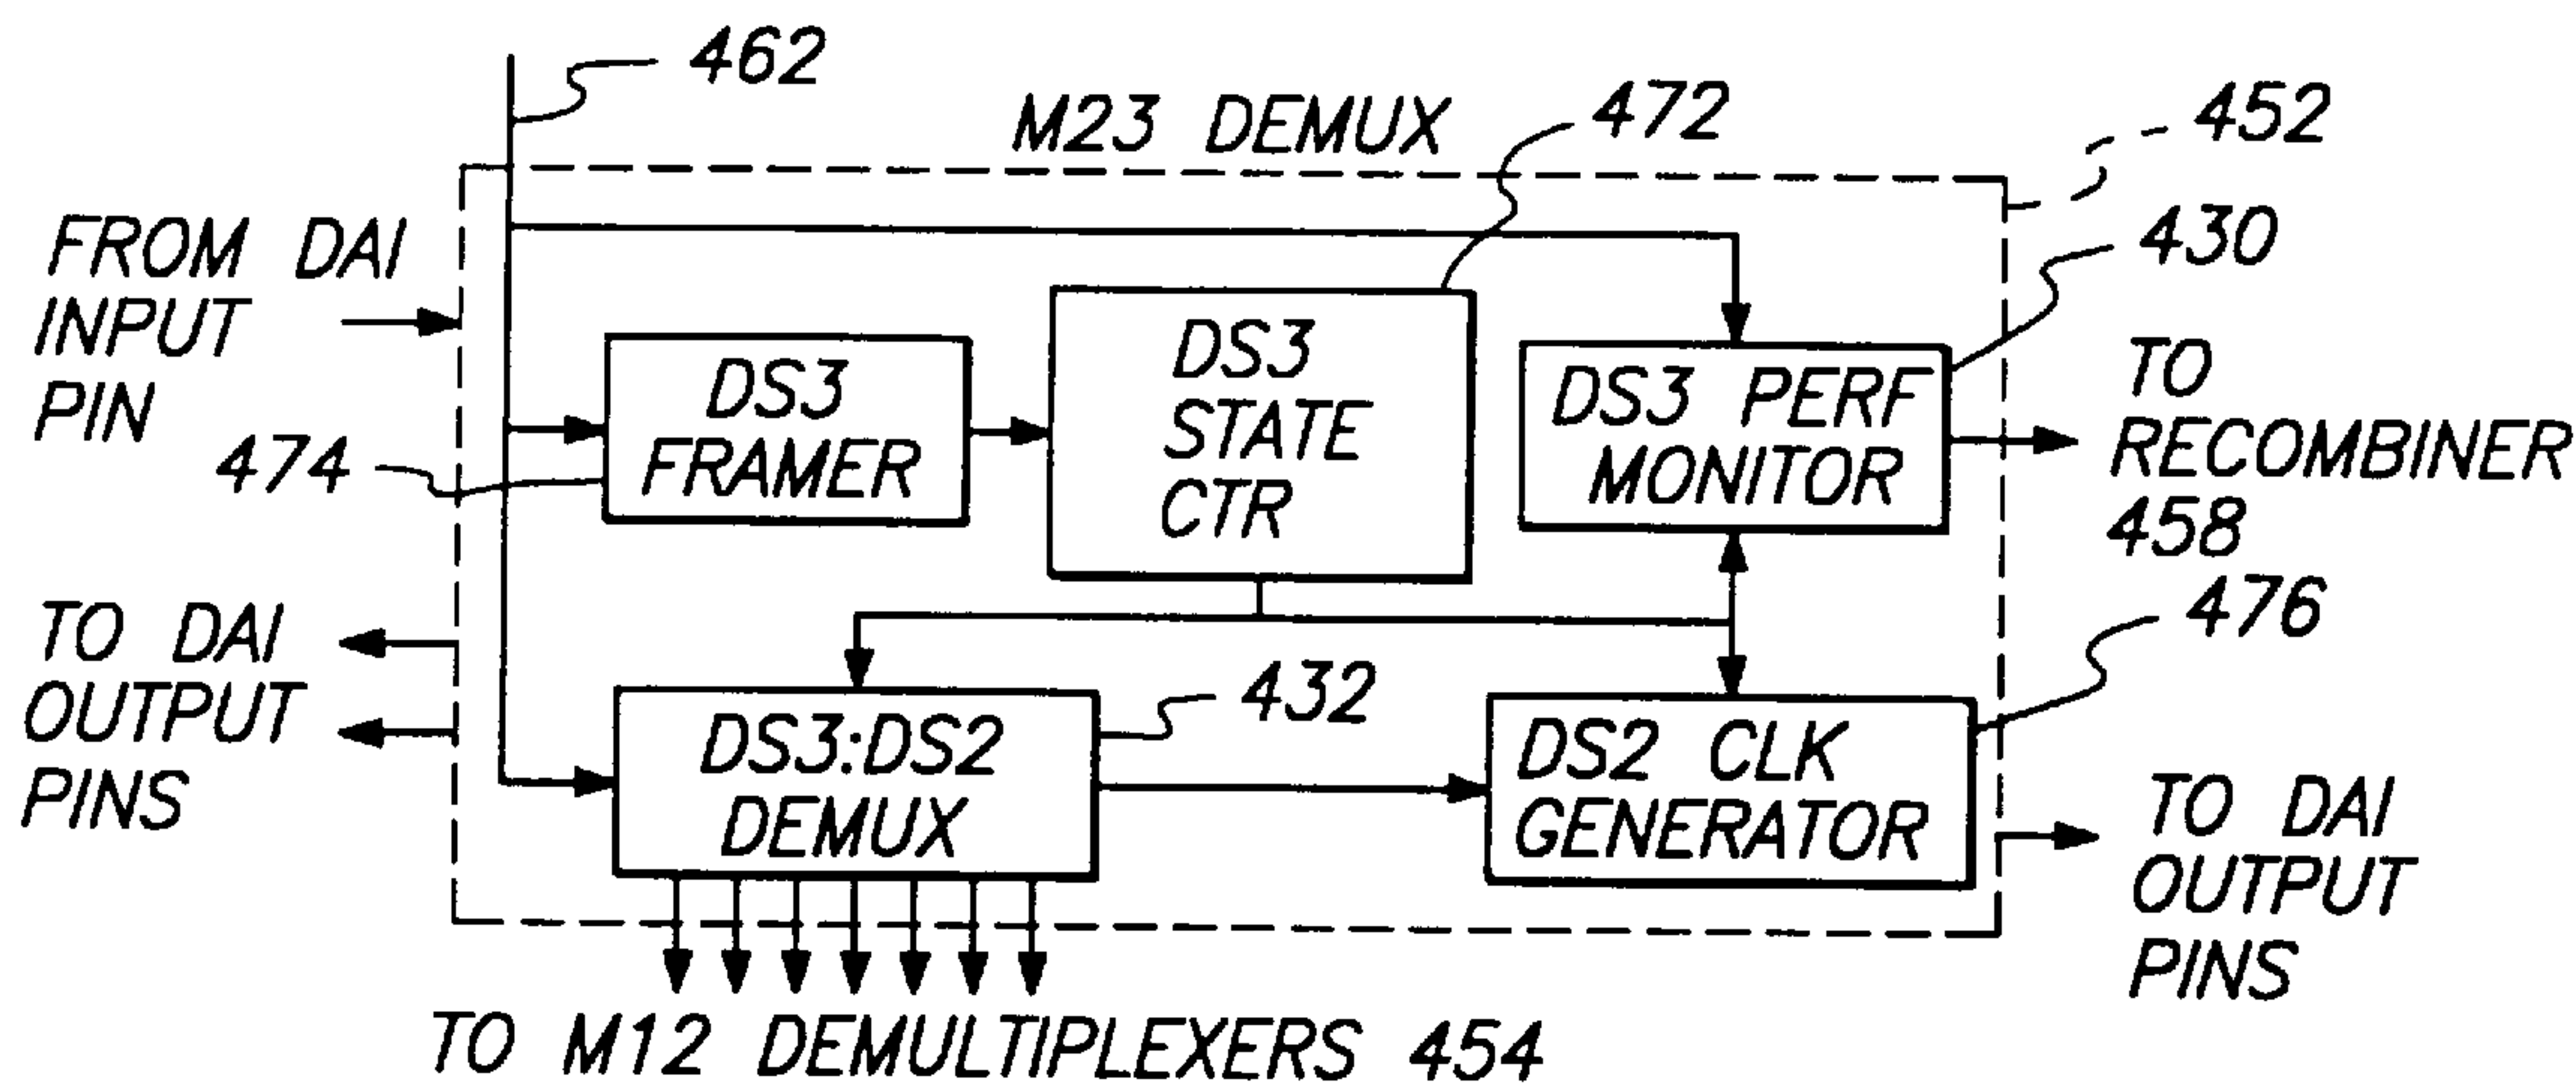 462
M23 DEMUX
472
452
FROM DAI
INPUT
PIN
430
DS3
FRAMER
474
DS3
STATE
CTR
DS3 PERF
MONITOR
TO
RECOMBINER
458
TO DAI
OUTPUT
PINS
DS3:DS2
DEMUX
432
DS2 CLK
GENERATOR
476
TO DAI
OUTPUT
PINS
TO M12 DEMULTIPLEXERS 454